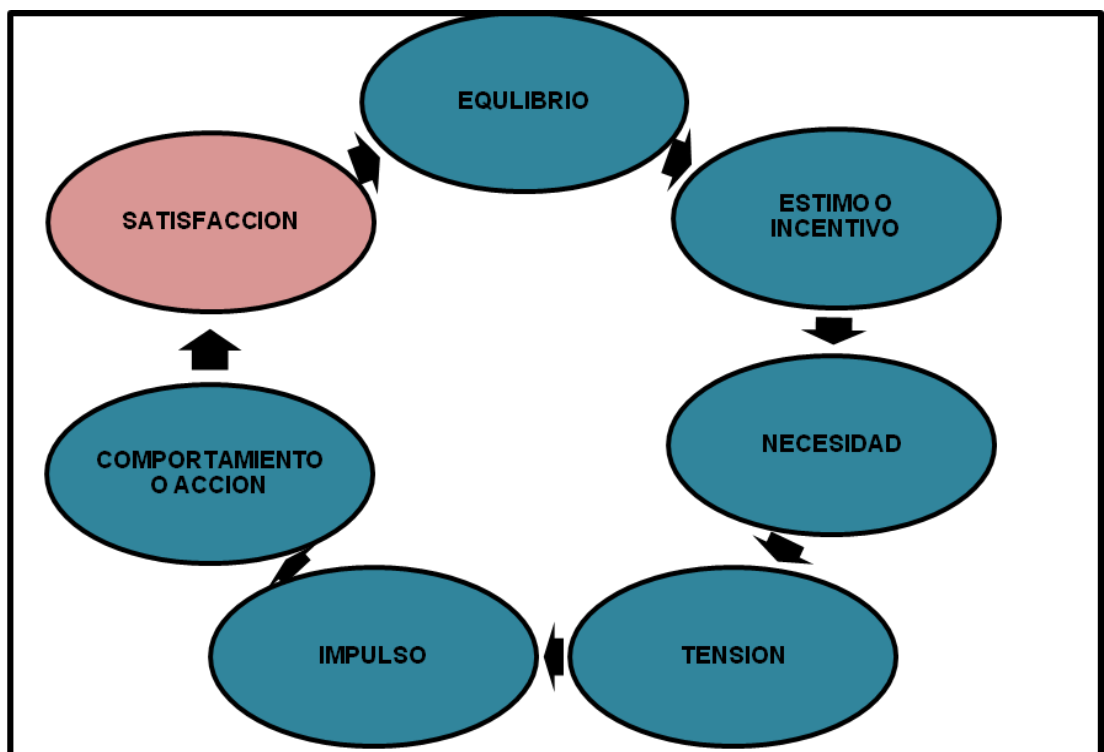 EQULIBRIO
ESTIMO O
INCENTIVO
NECESIDAD
TENSION
IMPULSO
COMPORTAMIENTO
O ACCION
SATISFACCION